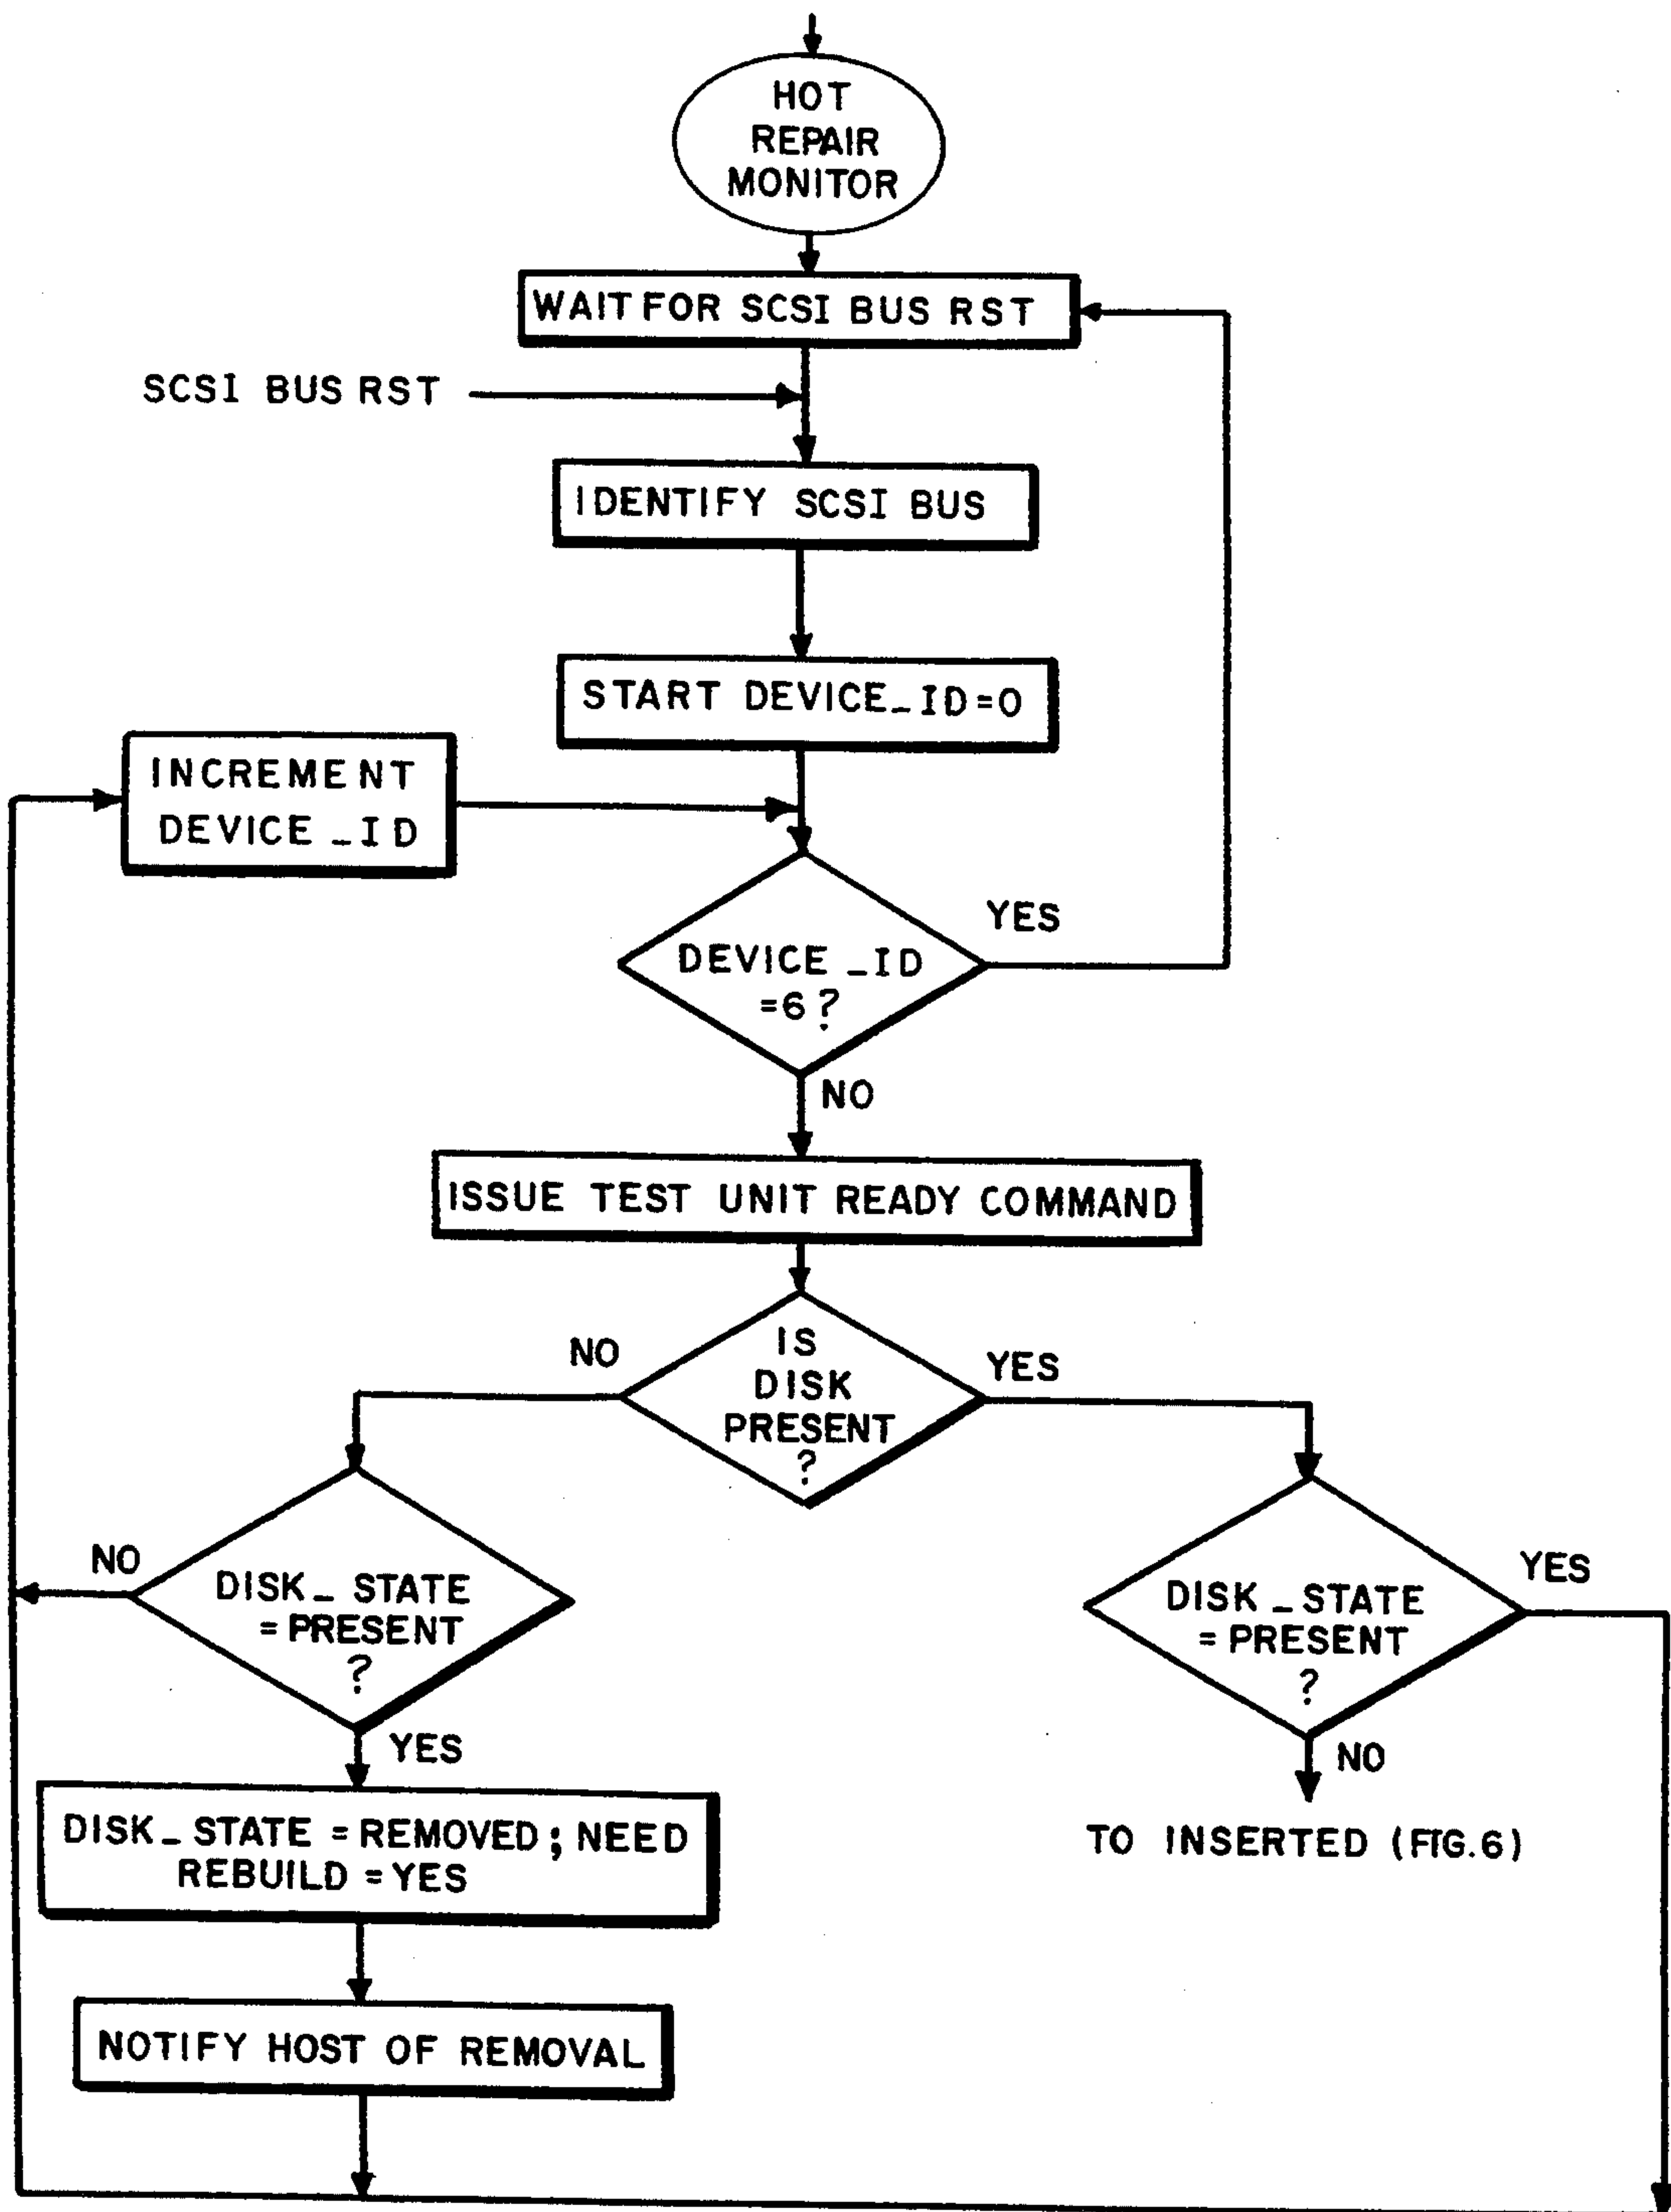 HOT
REPAIR
MONITOR
WAIT FOR SCSI BUS RST
SCSI BUS RST
IDENTIFY SCSI BUS
START DEVICE_ID=0
INCREMENT
DEVICE_ID
YES
DEVICE_ID
=6?
NO
ISSUE TEST UNIT READY COMMAND
NO
IS
DISK
PRESENT
?
YES
NO
DISK_STATE
=PRESENT
?
YES
DISK_STATE
=PRESENT
?
YES
NO
DISK_STATE=REMOVED; NEED
REBUILD=YES
TO INSERTED (FIG.6)
NOTIFY HOST OF REMOVAL